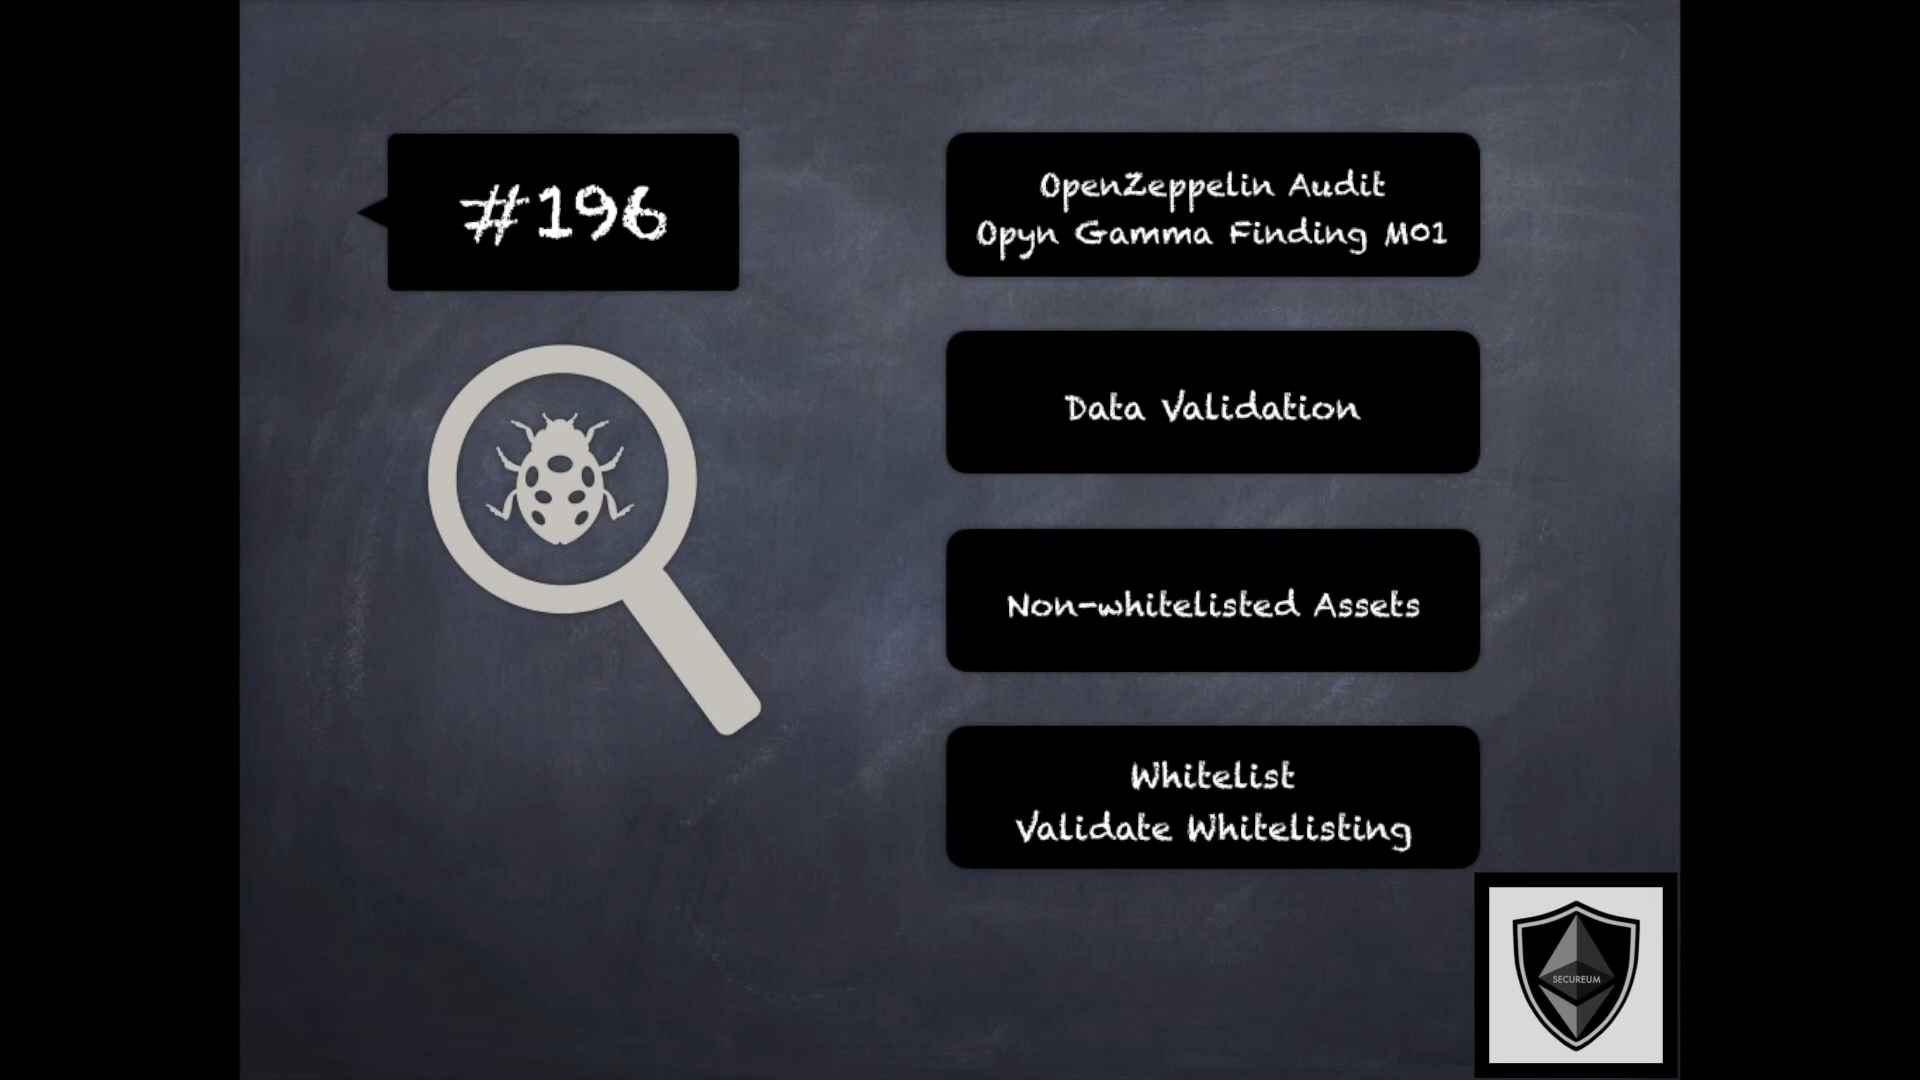 #196
OpenZeppelin Audit
Opyn Gamma Finding M01
Data Validation
Non-whitelisted Assets
Whitelist
Validate Whitelisting
SECUREUM